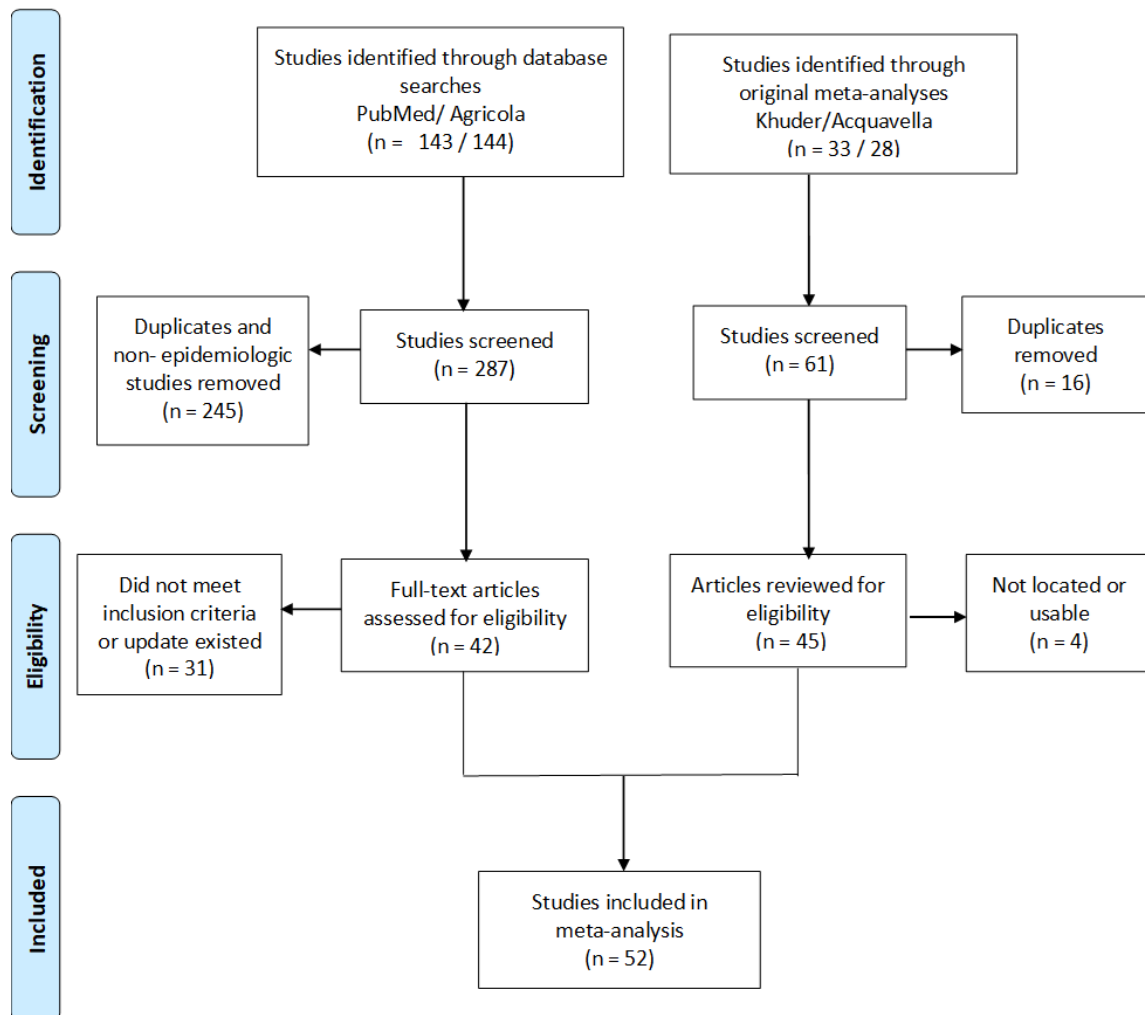 Identification
Studies identified through database
searches
PubMed/ Agricola
(n =   143 / 144)
Studies identified through
original meta-analyses
Khuder/Acquavella
(n = 33 / 28)
Screening
Duplicates and
non- epidemiologic
studies removed
(n = 245)
Studies screened
(n = 287)
Studies screened
(n = 61)
Duplicates
removed
(n = 16)
Eligibility
Did not meet
inclusion criteria
or update existed
(n = 31)
Full-text articles
assessed for eligibility
(n = 42)
Articles reviewed for
eligibility
(n = 45)
Not located or
usable
(n = 4)
Included
Studies included in
meta-analysis
(n = 52)